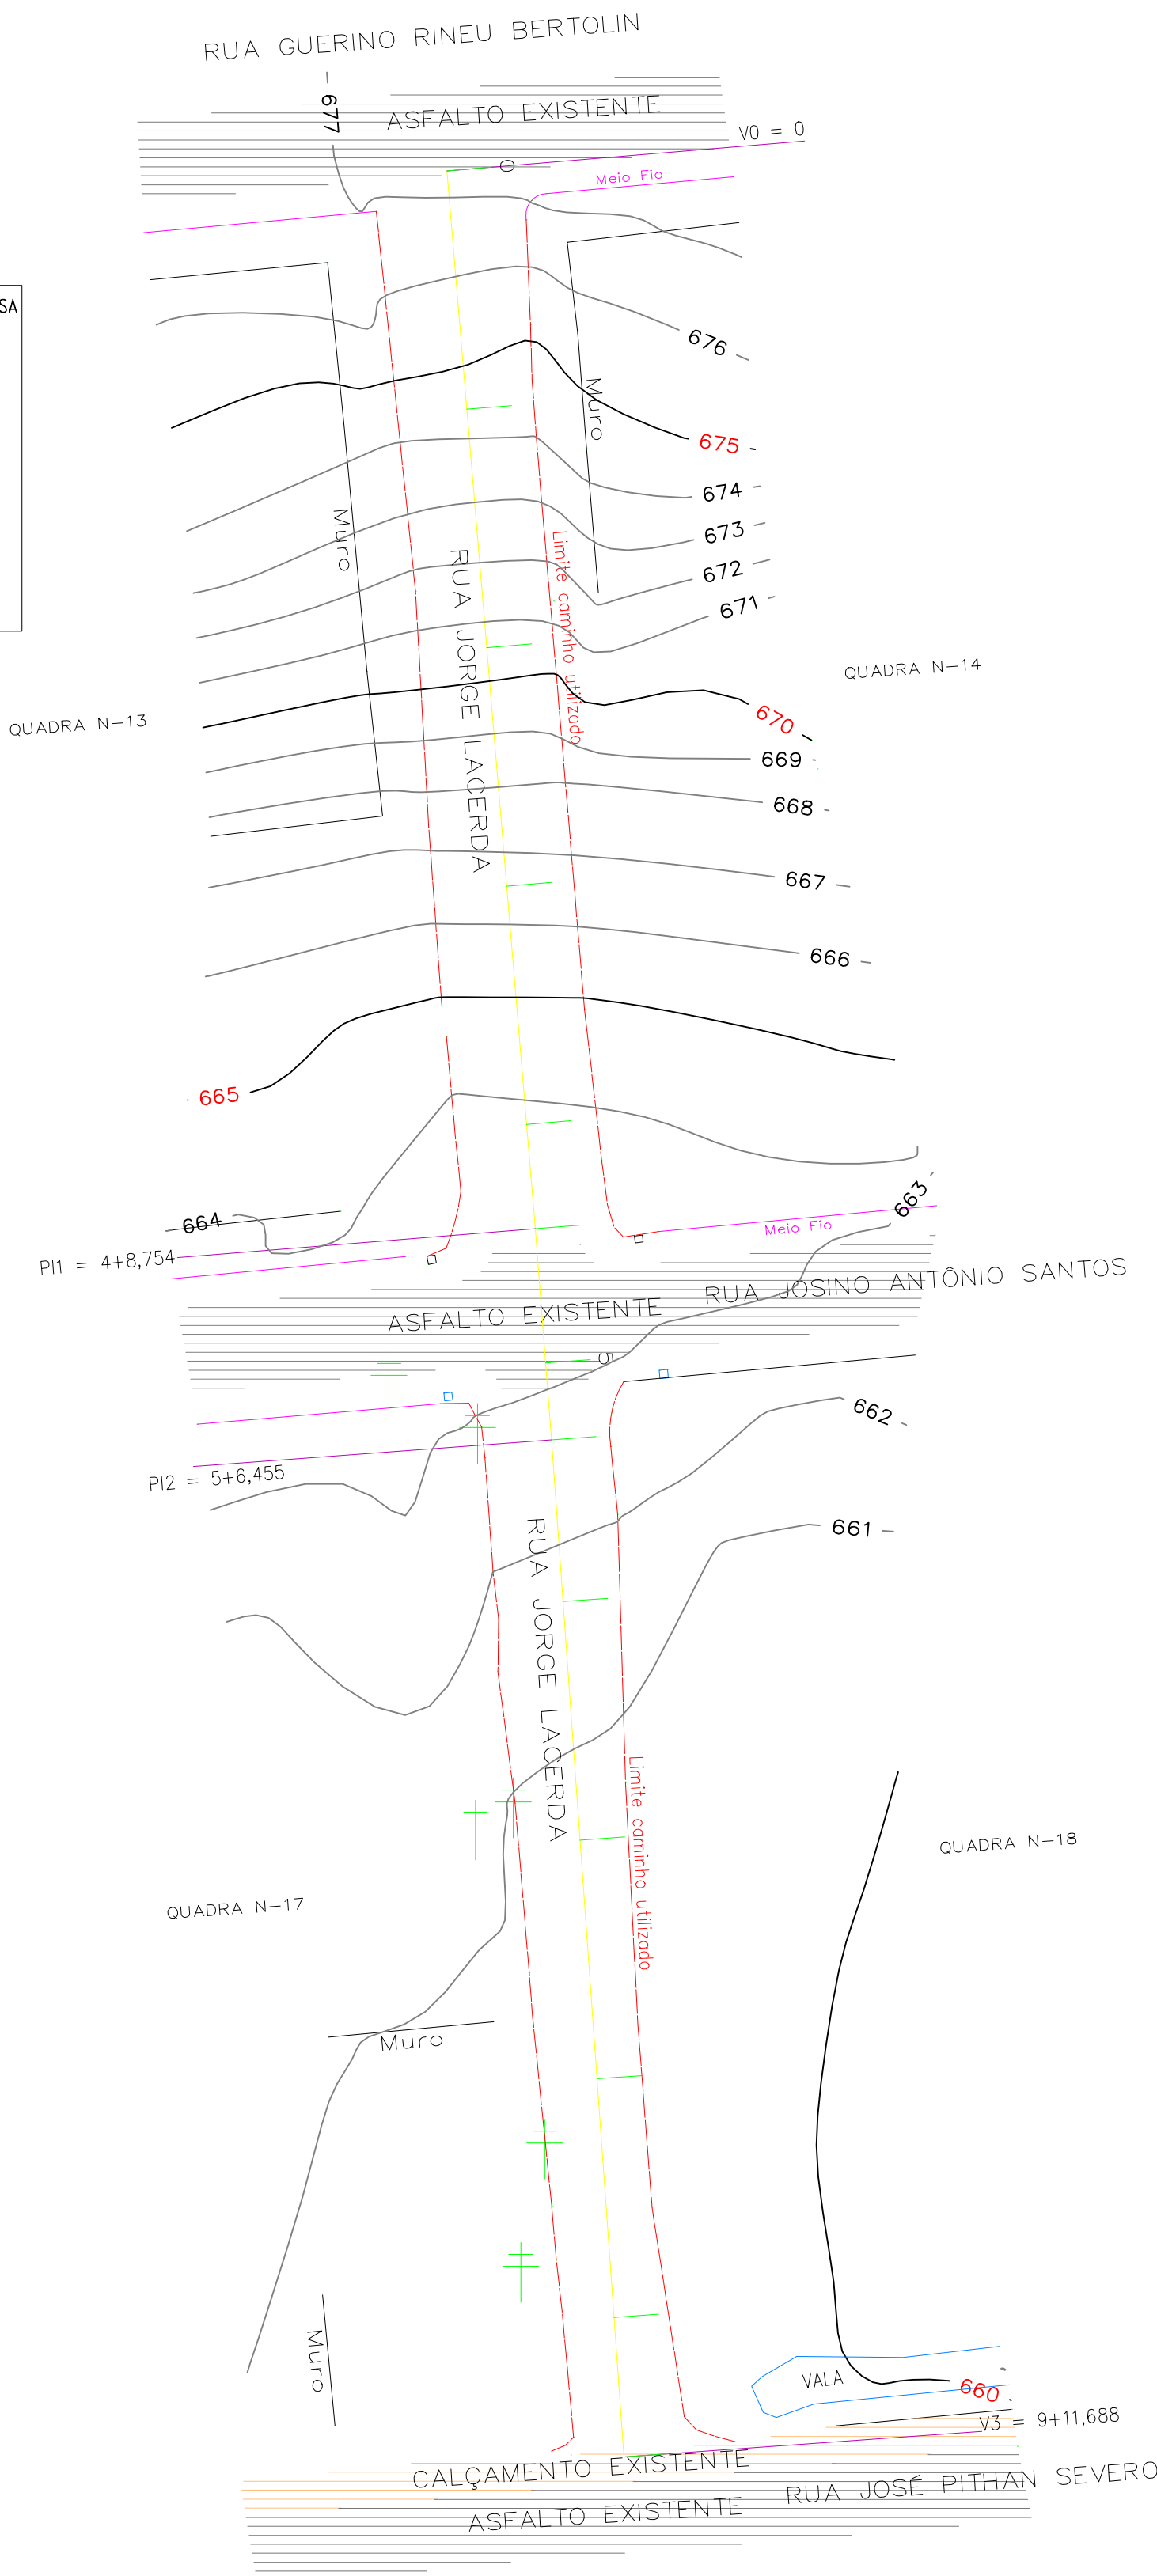 RUA GUERINO RINEU BERTOLIN
677
ASFALTO EXISTENTE
V0 = 0
0
Meio Fio
SA
676
Muro
675
674
Muro
673
672
671
RUA JORGE LACERDA
Limite caminho utilizado
QUADRA N-14
QUADRA N-13
670
669
668
667
666
665
664
663
Meio Fio
PI1 = 4+8,754
RUA JOSINO ANTÔNIO SANTOS
ASFALTO EXISTENTE
5
662
PI2 = 5+6,455
661
RUA JORGE LACERDA
Limite caminho utilizado
QUADRA N-18
QUADRA N-17
Muro
Muro
VALA
660
V3 = 9+11,688
CALÇAMENTO EXISTENTE
RUA JOSÉ PITHAN SEVERO
ASFALTO EXISTENTE